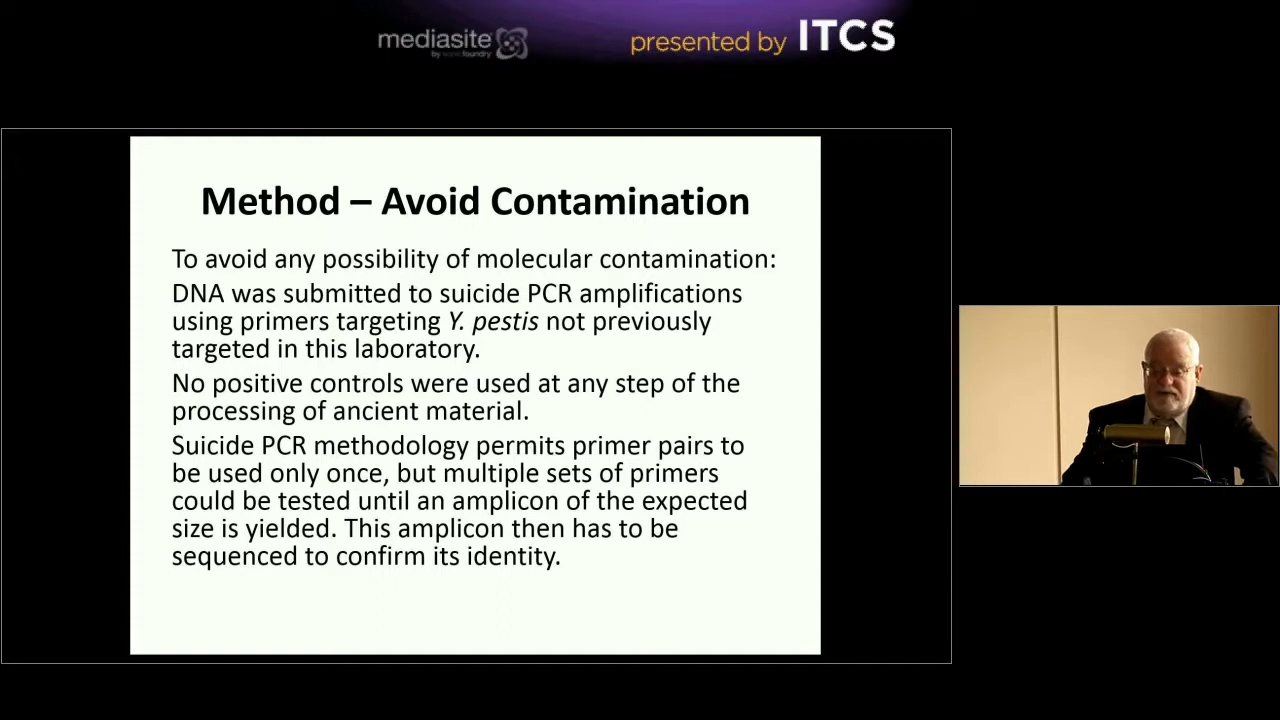 mediasite
by sonicfoundry
presented by ITCS
Method – Avoid Contamination
To avoid any possibility of molecular contamination:
DNA was submitted to suicide PCR amplifications
using primers targeting Y. pestis not previously
targeted in this laboratory.
No positive controls were used at any step of the
processing of ancient material.
Suicide PCR methodology permits primer pairs to
be used only once, but multiple sets of primers
could be tested until an amplicon of the expected
size is yielded. This amplicon then has to be
sequenced to confirm its identity.